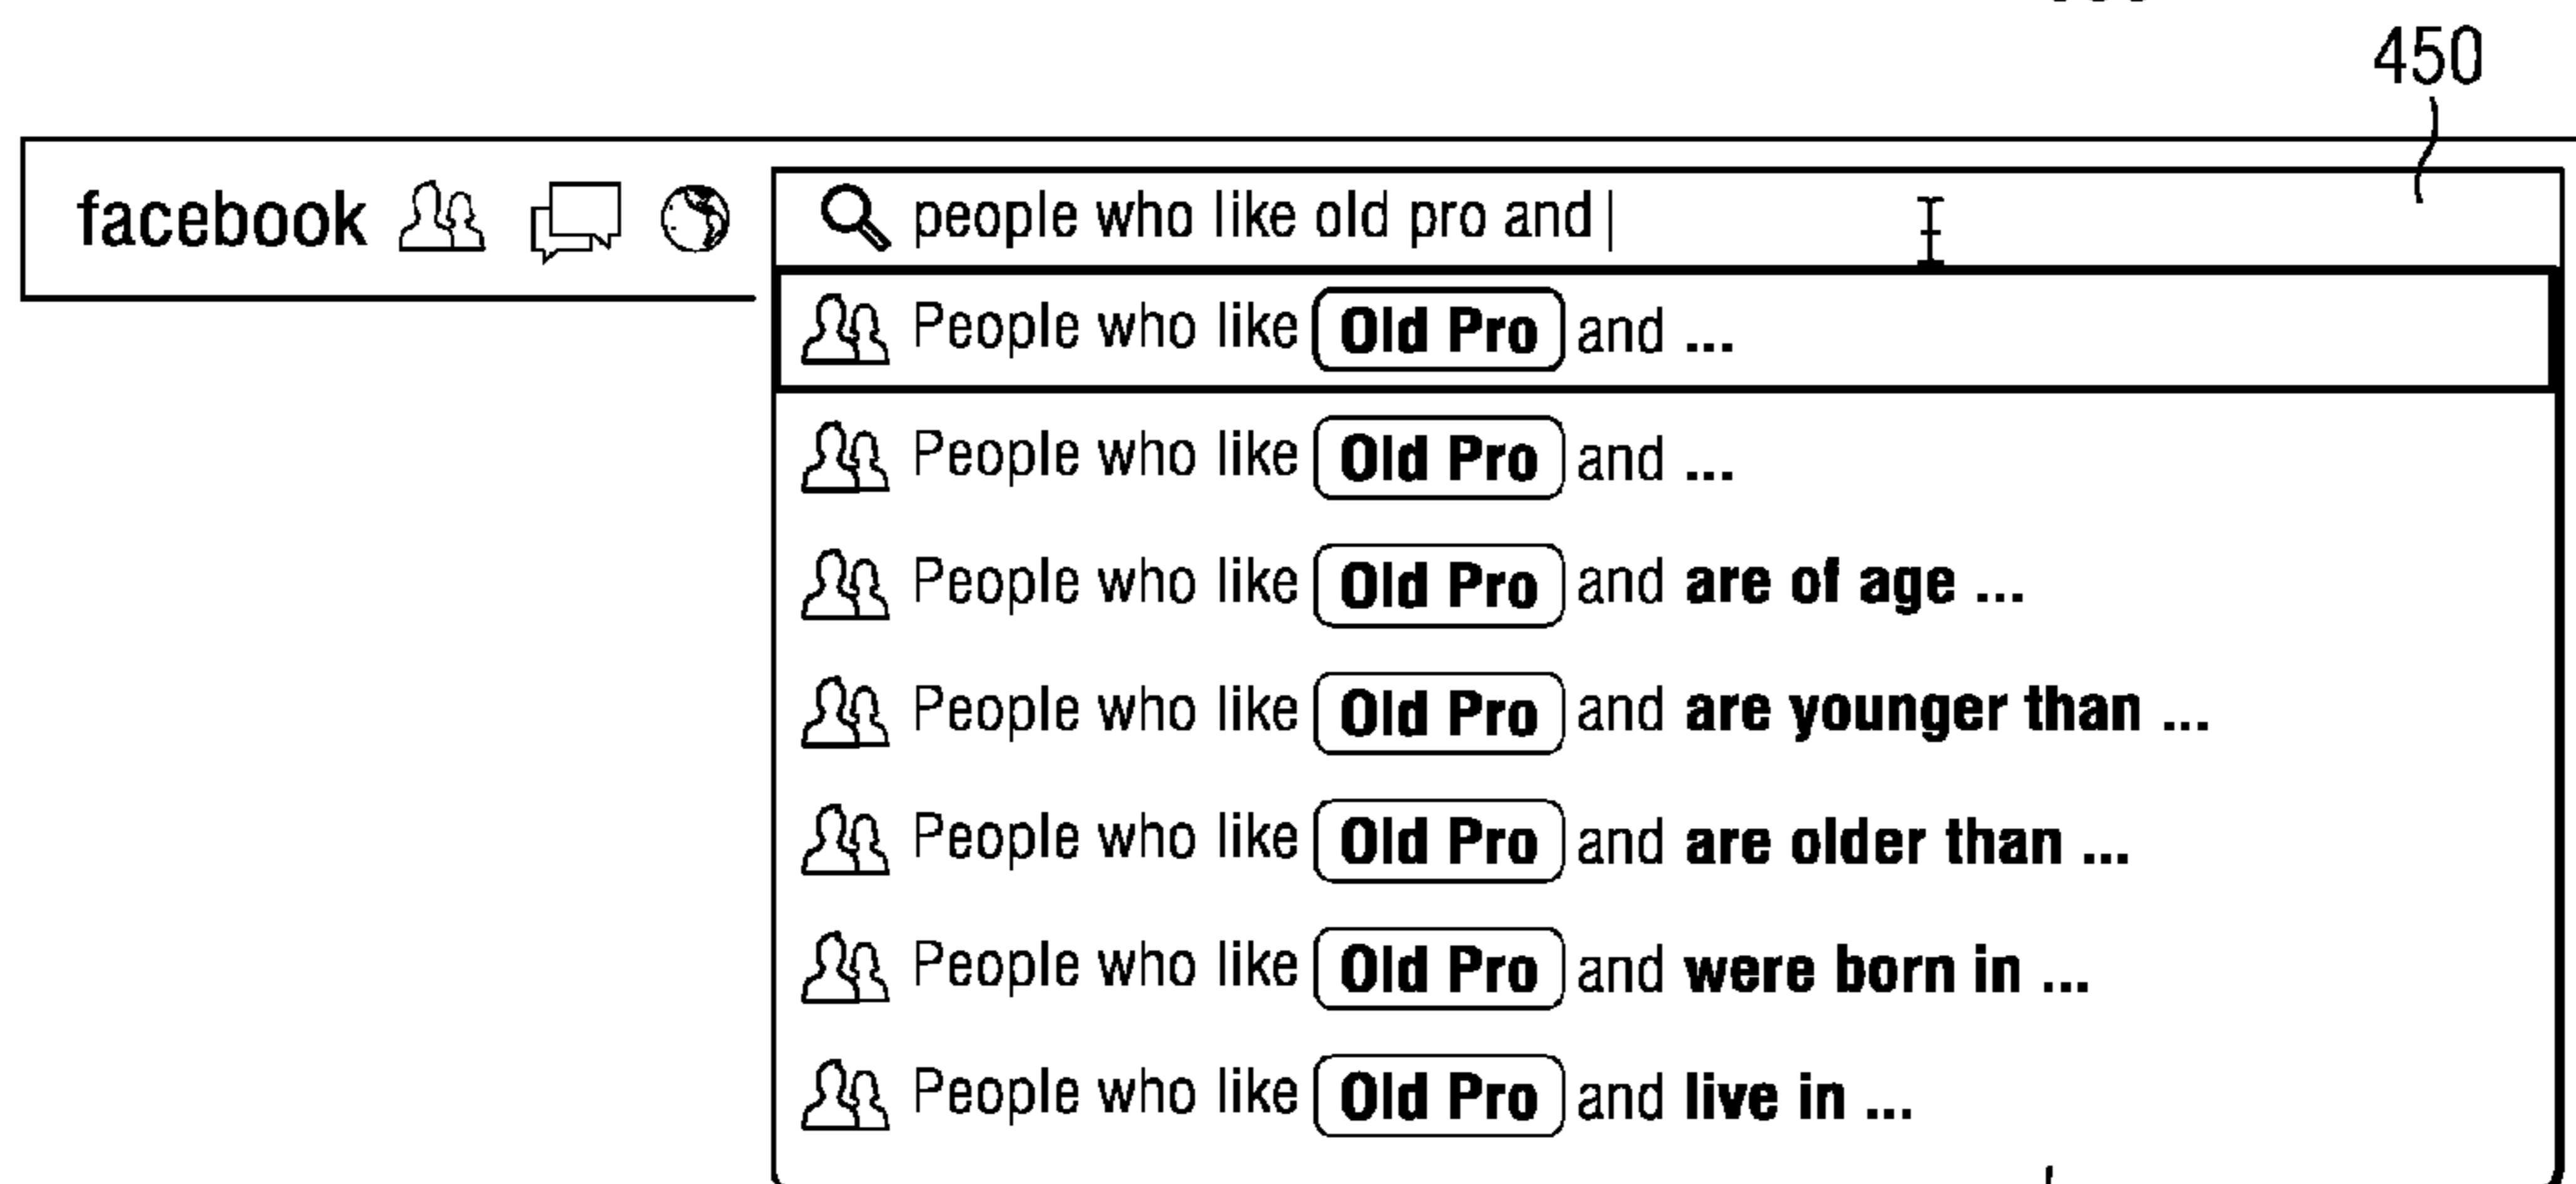 450
facebook people who like old pro and
People who like Old Pro and ...
People who like Old Pro and ...
People who like Old Pro and are of age ...
People who like Old Pro and are younger than ...
People who like Old Pro and are older than ...
People who like Old Pro and were born in ...
People who like Old Pro and live in ...